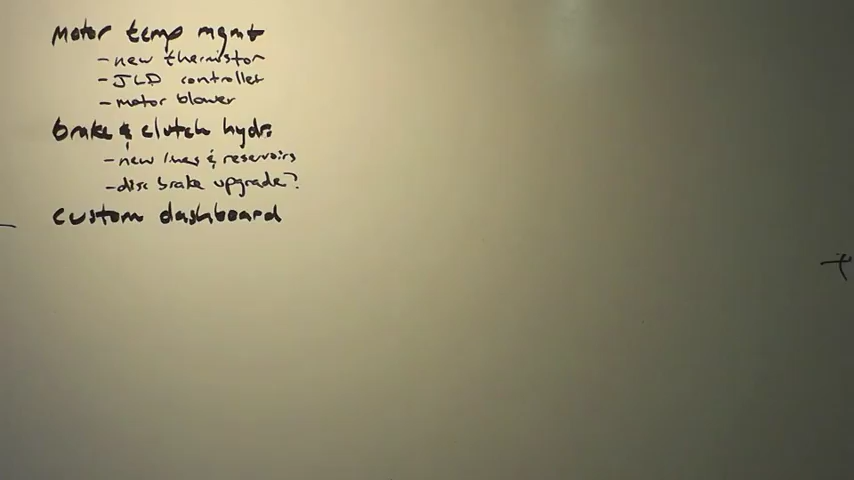 Motor temp mgmt
- new thermistor
- JLD controller
- Motor blower
brake & clutch hydr.
- new lines & reservoirs
- disc brake upgrade?
custom dashboard